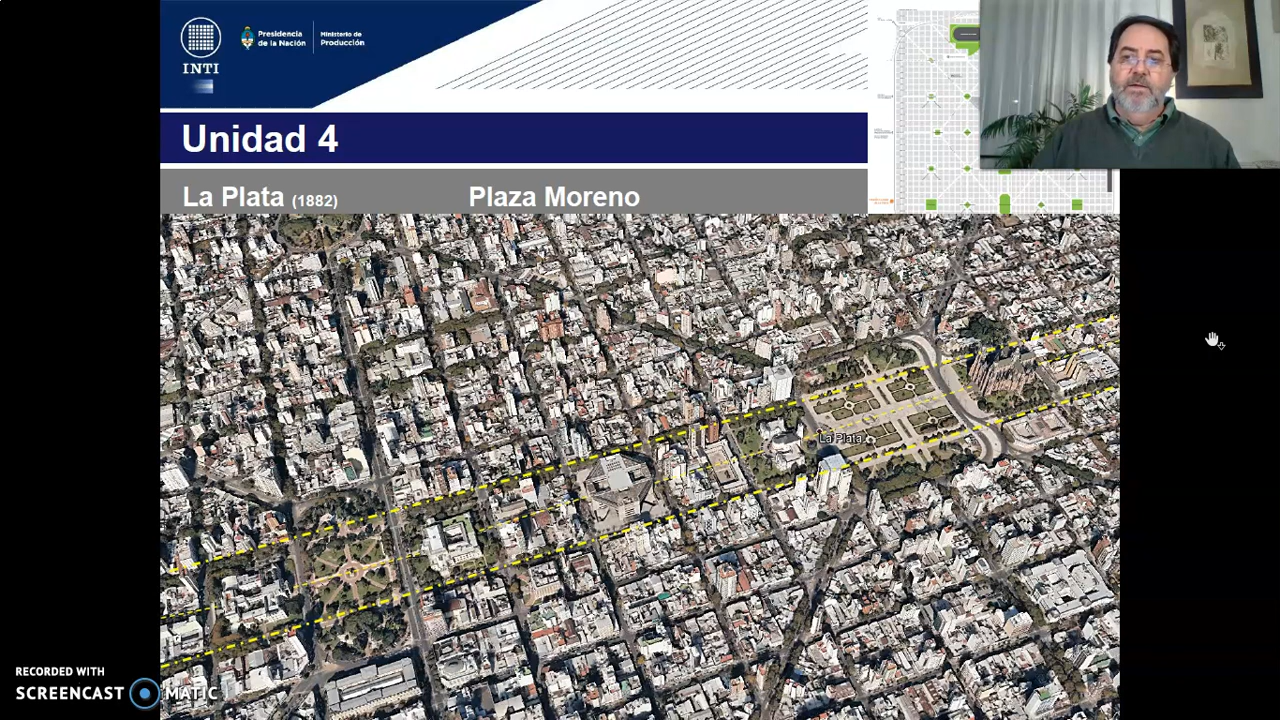 INTI
Presidencia
de la Nación
Ministerio de
Producción
Unidad 4
La Plata (1882)
Plaza Moreno
La Plata
RECORDED WITH
SCREENCAST MATIC